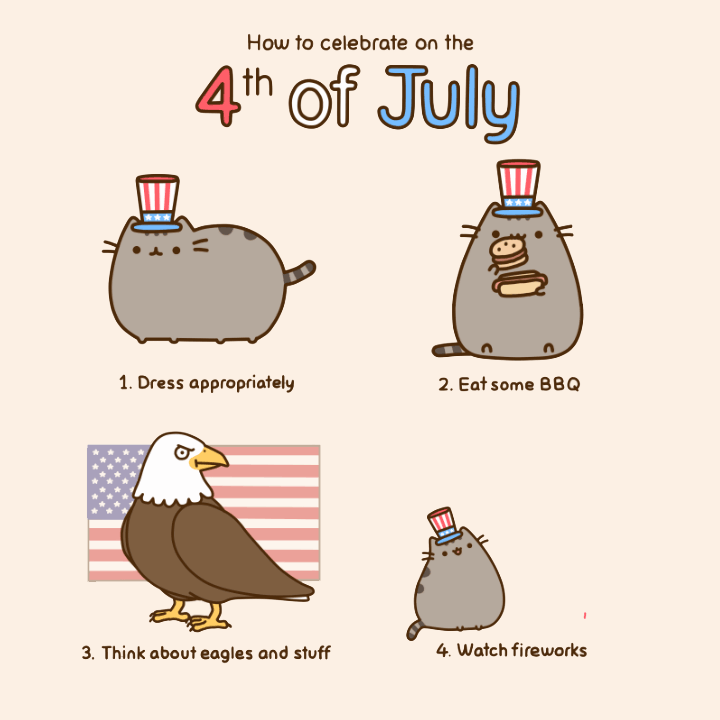 How to celebrate on the
4th of July
1. Dress appropriately
2. Eat some BBQ
3. Think about eagles and stuff
4. Watch fireworks